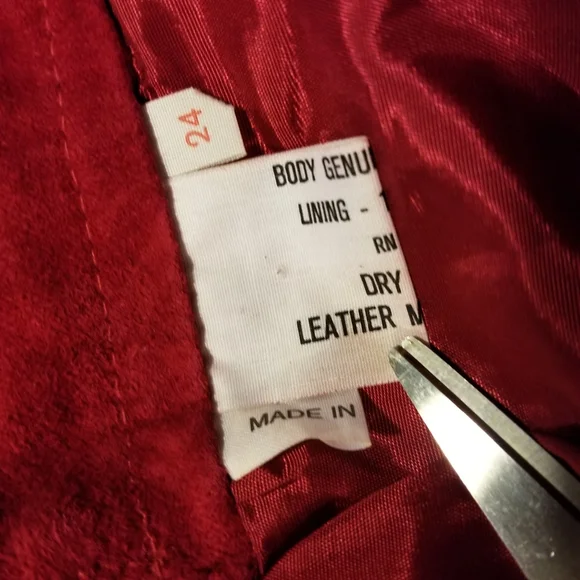 24
BODY GENU
LINING -
RN
DRY
LEATHER M
MADE IN